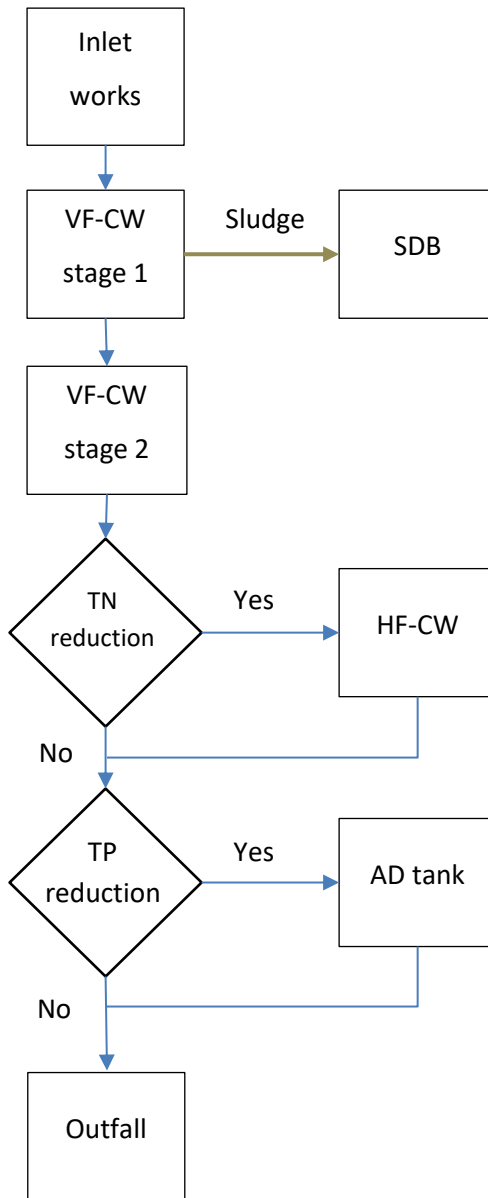 Inlet
works
VF-CW
stage 1
Sludge
SDB
VF-CW
stage 2
TN
reduction
Yes
HF-CW
No
TP
reduction
Yes
AD tank
No
Outfall